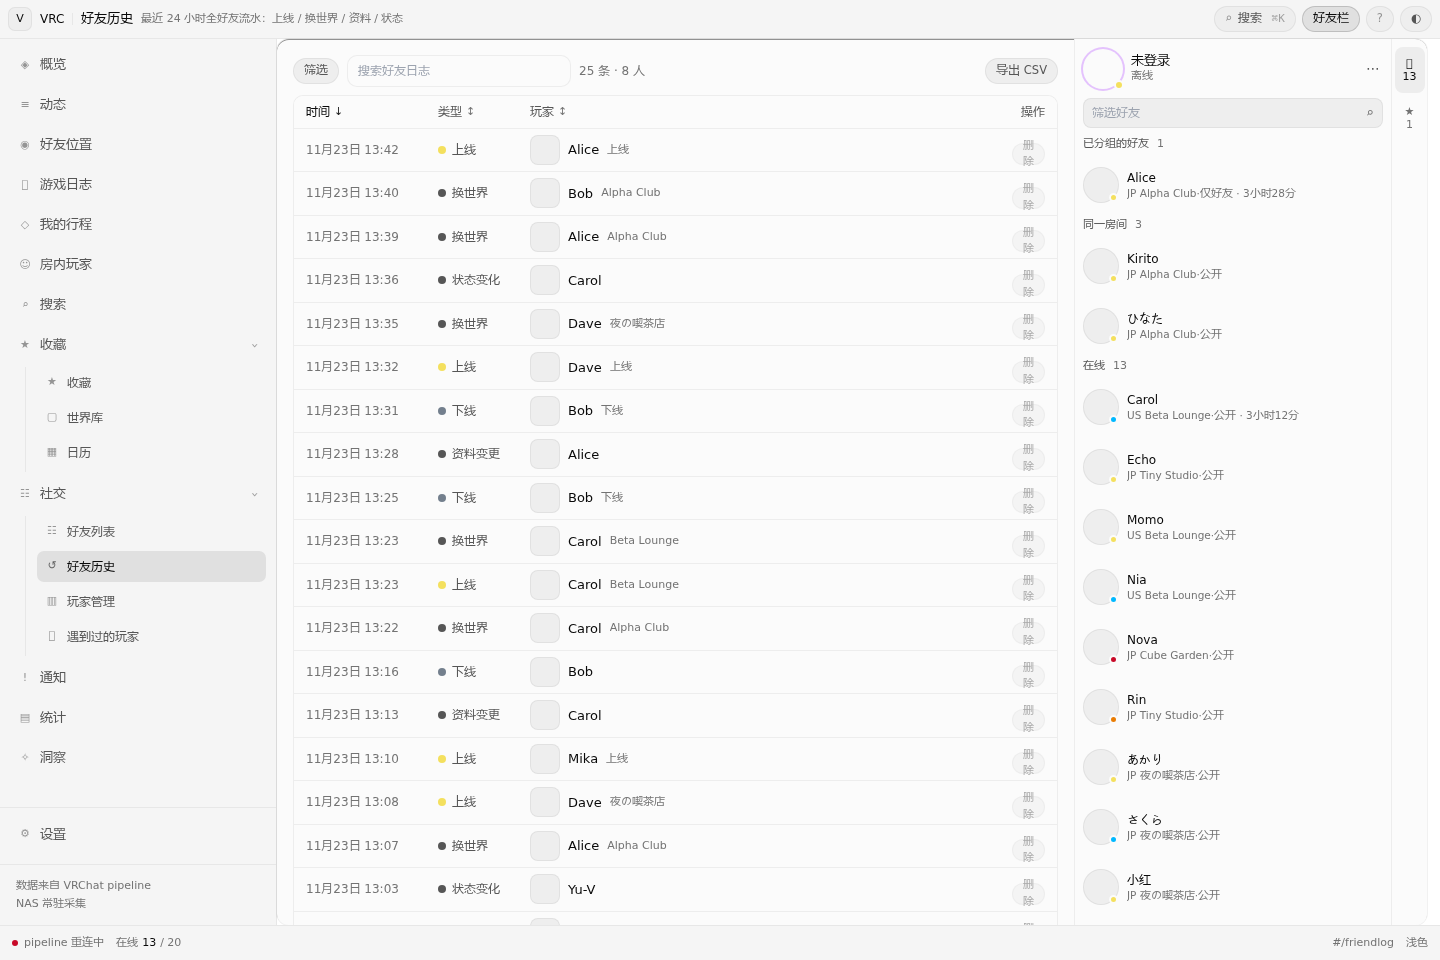 V VRC 好友历史 最近 24 小时全好友流水: 上线 / 换世界 / 资料 / 状态
搜索 ⌘K 好友栏 ?
概览
动态
好友位置
游戏日志
我的行程
房内玩家
搜索
收藏
收藏
世界库
日历
社交
好友列表
好友历史
玩家管理
遇到过的玩家
通知
统计
洞察
设置
数据来自 VRChat pipeline
NAS 常驻采集
筛选 搜索好友日志 25 条 · 8 人 导出 CSV
时间 ↓ 类型 ↕ 玩家 ↕ 操作
11月23日 13:42 上线 Alice 上线 删除
11月23日 13:40 换世界 Bob Alpha Club 删除
11月23日 13:39 换世界 Alice Alpha Club 删除
11月23日 13:36 状态变化 Carol 删除
11月23日 13:35 换世界 Dave 夜の喫茶店 删除
11月23日 13:32 上线 Dave 上线 删除
11月23日 13:31 下线 Bob 下线 删除
11月23日 13:28 资料变更 Alice 删除
11月23日 13:25 下线 Bob 下线 删除
11月23日 13:23 换世界 Carol Beta Lounge 删除
11月23日 13:23 上线 Carol Beta Lounge 删除
11月23日 13:22 换世界 Carol Alpha Club 删除
11月23日 13:16 下线 Bob 删除
11月23日 13:13 资料变更 Carol 删除
11月23日 13:10 上线 Mika 上线 删除
11月23日 13:08 上线 Dave 夜の喫茶店 删除
11月23日 13:07 换世界 Alice Alpha Club 删除
11月23日 13:03 状态变化 Yu-V 删除
未登录
离线
···
筛选好友
已分组的好友 1
Alice
JP Alpha Club·仅好友 · 3小时28分
同一房间 3
Kirito
JP Alpha Club·公开
ひなた
JP Alpha Club·公开
在线 13
Carol
US Beta Lounge·公开 · 3小时12分
Echo
JP Tiny Studio·公开
Momo
US Beta Lounge·公开
Nia
US Beta Lounge·公开
Nova
JP Cube Garden·公开
Rin
JP Tiny Studio·公开
あかり
JP 夜の喫茶店·公开
さくら
JP 夜の喫茶店·公开
小红
JP 夜の喫茶店·公开
13
★
1
pipeline 重连中 在线 13 / 20
#/friendlog 浅色